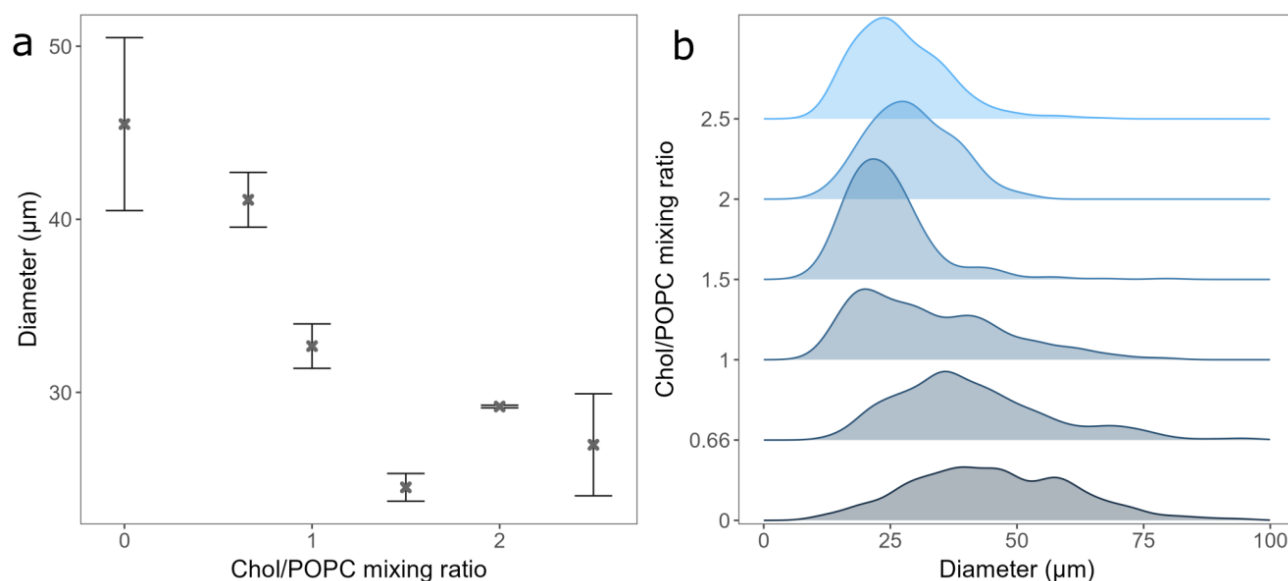 a
50
40
30
Diameter (μm)
0
1
2
Chol/POPC mixing ratio
b
2.5
2
1.5
1
0.66
0
Chol/POPC mixing ratio
0
25
50
75
100
Diameter (μm)